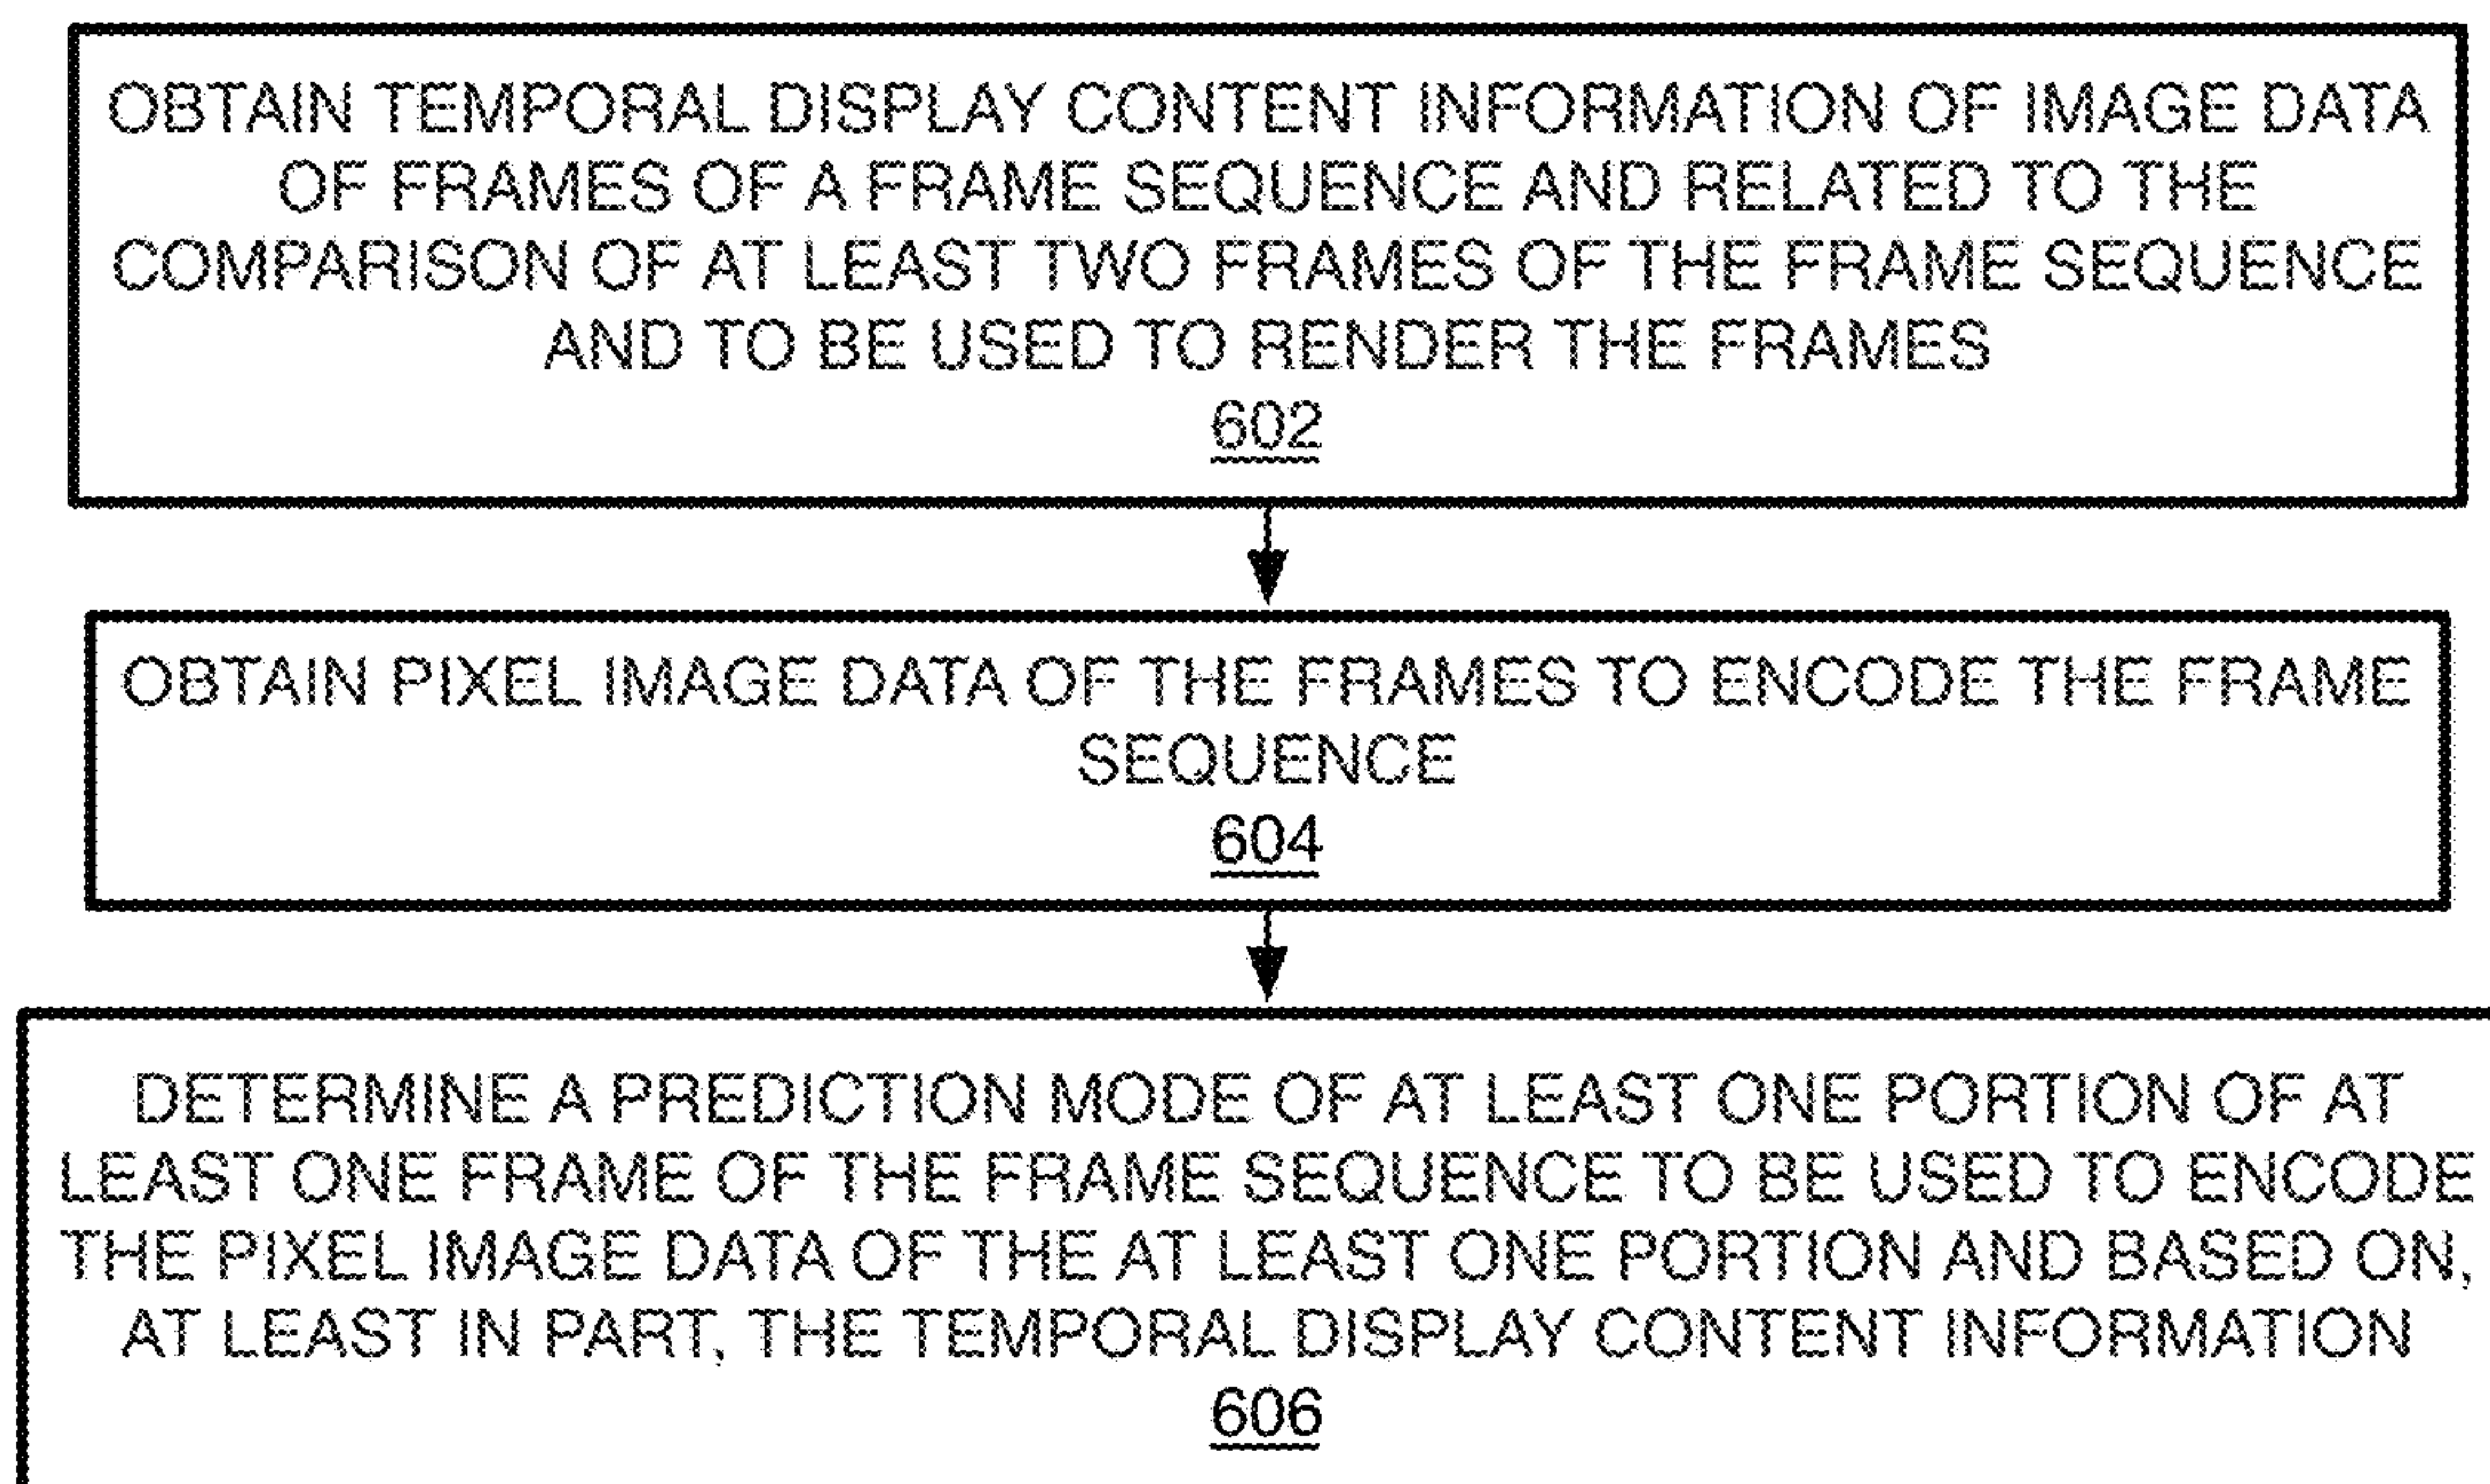 OBTAIN TEMPORAL DISPLAY CONTENT INFORMATION OF IMAGE DATA
OF FRAMES OF A FRAME SEQUENCE AND RELATED TO THE
COMPARISON OF AT LEAST TWO FRAMES OF THE FRAME SEQUENCE
AND TO BE USED TO RENDER THE FRAMES
602
OBTAIN PIXEL IMAGE DATA OF THE FRAMES TO ENCODE THE FRAME
SEQUENCE
604
DETERMINE A PREDICTION MODE OF AT LEAST ONE PORTION OF AT
LEAST ONE FRAME OF THE FRAME SEQUENCE TO BE USED TO ENCODE
THE PIXEL IMAGE DATA OF THE AT LEAST ONE PORTION AND BASED ON,
AT LEAST IN PART, THE TEMPORAL DISPLAY CONTENT INFORMATION
606